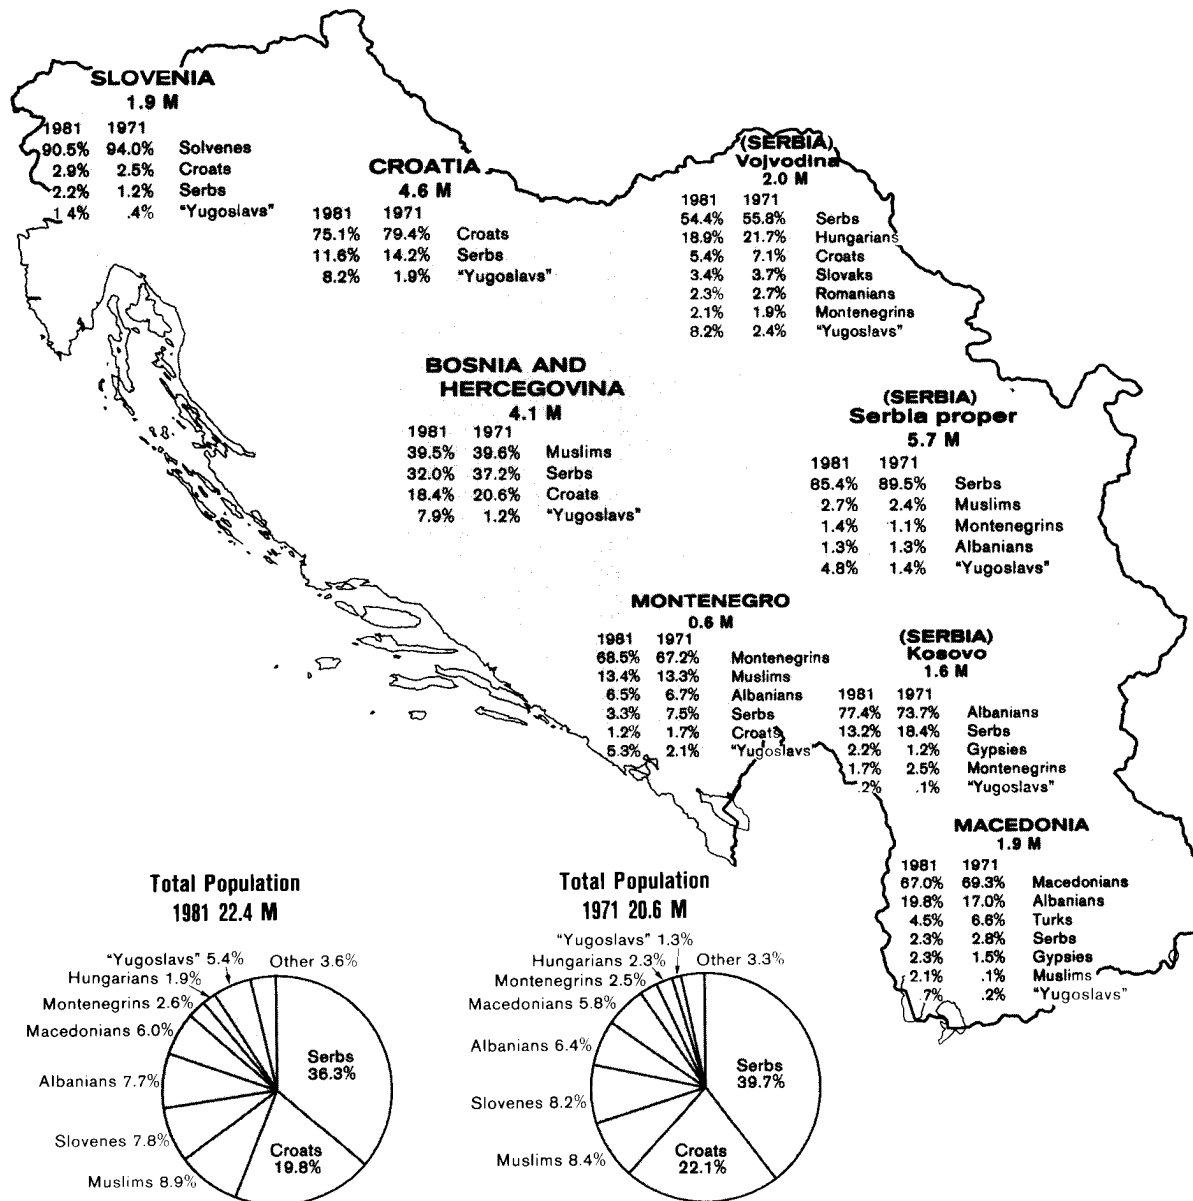 SLOVENIA
1.9 M
1981 1971
90.5% 94.0% Solvenes
2.9% 2.5% Croats
2.2% 1.2% Serbs
1 4% .4% "Yugoslavs"
CROATIA
4.6 M
1981 1971
75.1% 79.4% Croats
11.6% 14.2% Serbs
8.2% 1.9% "Yugoslavs"
(SERBIA)
Vojvodina
2.0 M
1981 1971
54.4% 55.8% Serbs
18.9% 21.7% Hungarians
5.4% 7.1% Croats
3.4% 3.7% Slovaks
2.3% 2.7% Romanians
2.1% 1.9% Montenegrins
8.2% 2.4% "Yugoslavs"
BOSNIA AND
HERCEGOVINA
4.1 M
1981 1971
39.5% 39.6% Muslims
32.0% 37.2% Serbs
18.4% 20.6% Croats
7.9% 1.2% "Yugoslavs"
(SERBIA)
Serbia proper
5.7 M
1981 1971
85.4% 89.5% Serbs
2.7% 2.4% Muslims
1.4% 1.1% Montenegrins
1.3% 1.3% Albanians
4.8% 1.4% "Yugoslavs"
MONTENEGRO
0.6 M
1981 1971
68.5% 67.2% Montenegrins
13.4% 13.3% Muslims
6.5% 6.7% Albanians
3.3% 7.5% Serbs
1.2% 1.7% Croats
5.3% 2.1% "Yugoslavs"
(SERBIA)
Kosovo
1.6 M
1981 1971
77.4% 73.7% Albanians
13.2% 18.4% Serbs
2.2% 1.2% Gypsies
1.7% 2.5% Montenegrins
.2% .1% "Yugoslavs"
MACEDONIA
1.9 M
1981 1971
67.0% 69.3% Macedonians
19.8% 17.0% Albanians
4.5% 6.6% Turks
2.3% 2.8% Serbs
2.3% 1.5% Gypsies
2.1% .1% Muslims
.7% .2% "Yugoslavs"
Total Population
1981 22.4 M
"Yugoslavs" 5.4%
Other 3.6%
Hungarians 1.9%
Montenegrins 2.6%
Macedonians 6.0%
Albanians 7.7%
Slovenes 7.8%
Muslims 8.9%
Serbs
36.3%
Croats
19.8%
Total Population
1971 20.6 M
"Yugoslavs" 1.3%
Hungarians 2.3%
Other 3.3%
Montenegrins 2.5%
Macedonians 5.8%
Albanians 6.4%
Slovenes 8.2%
Muslims 8.4%
Serbs
39.7%
Croats
22.1%